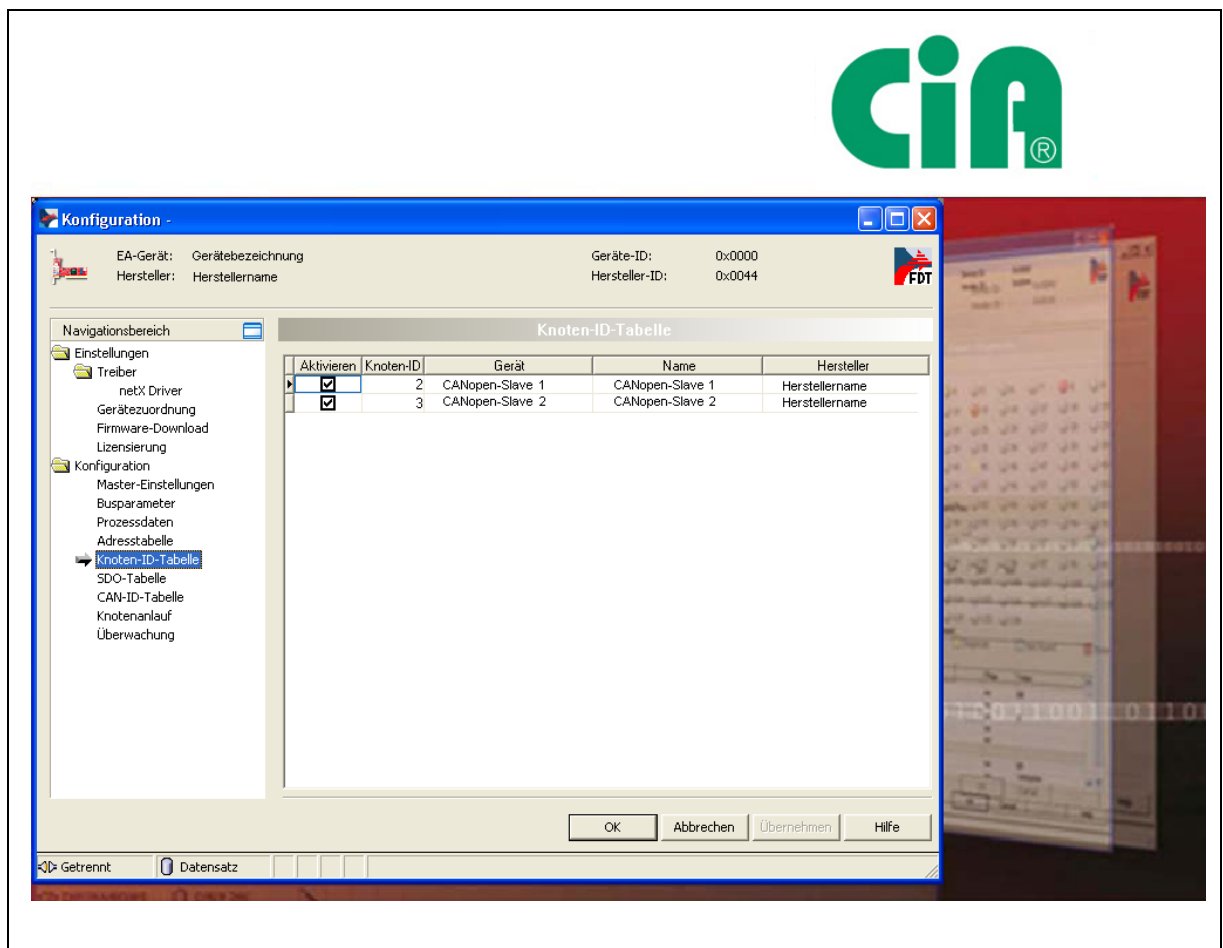 CiA®
Konfiguration -
EA-Gerät: Gerätebezeichnung Geräte-ID: 0x0000
Hersteller: Herstellername Hersteller-ID: 0x0044
FDT
Navigationsbereich
Einstellungen
Treiber
netX Driver
Gerätezuordnung
Firmware-Download
Lizensierung
Konfiguration
Master-Einstellungen
Busparameter
Prozessdaten
Adresstabelle
Knoten-ID-Tabelle
SDO-Tabelle
CAN-ID-Tabelle
Knotenanlauf
Überwachung
Knoten-ID-Tabelle
Aktivieren Knoten-ID Gerät Name Hersteller
2 CANopen-Slave 1 CANopen-Slave 1 Herstellername
3 CANopen-Slave 2 CANopen-Slave 2 Herstellername
OK Abbrechen Übernehmen Hilfe
Getrennt Datensatz